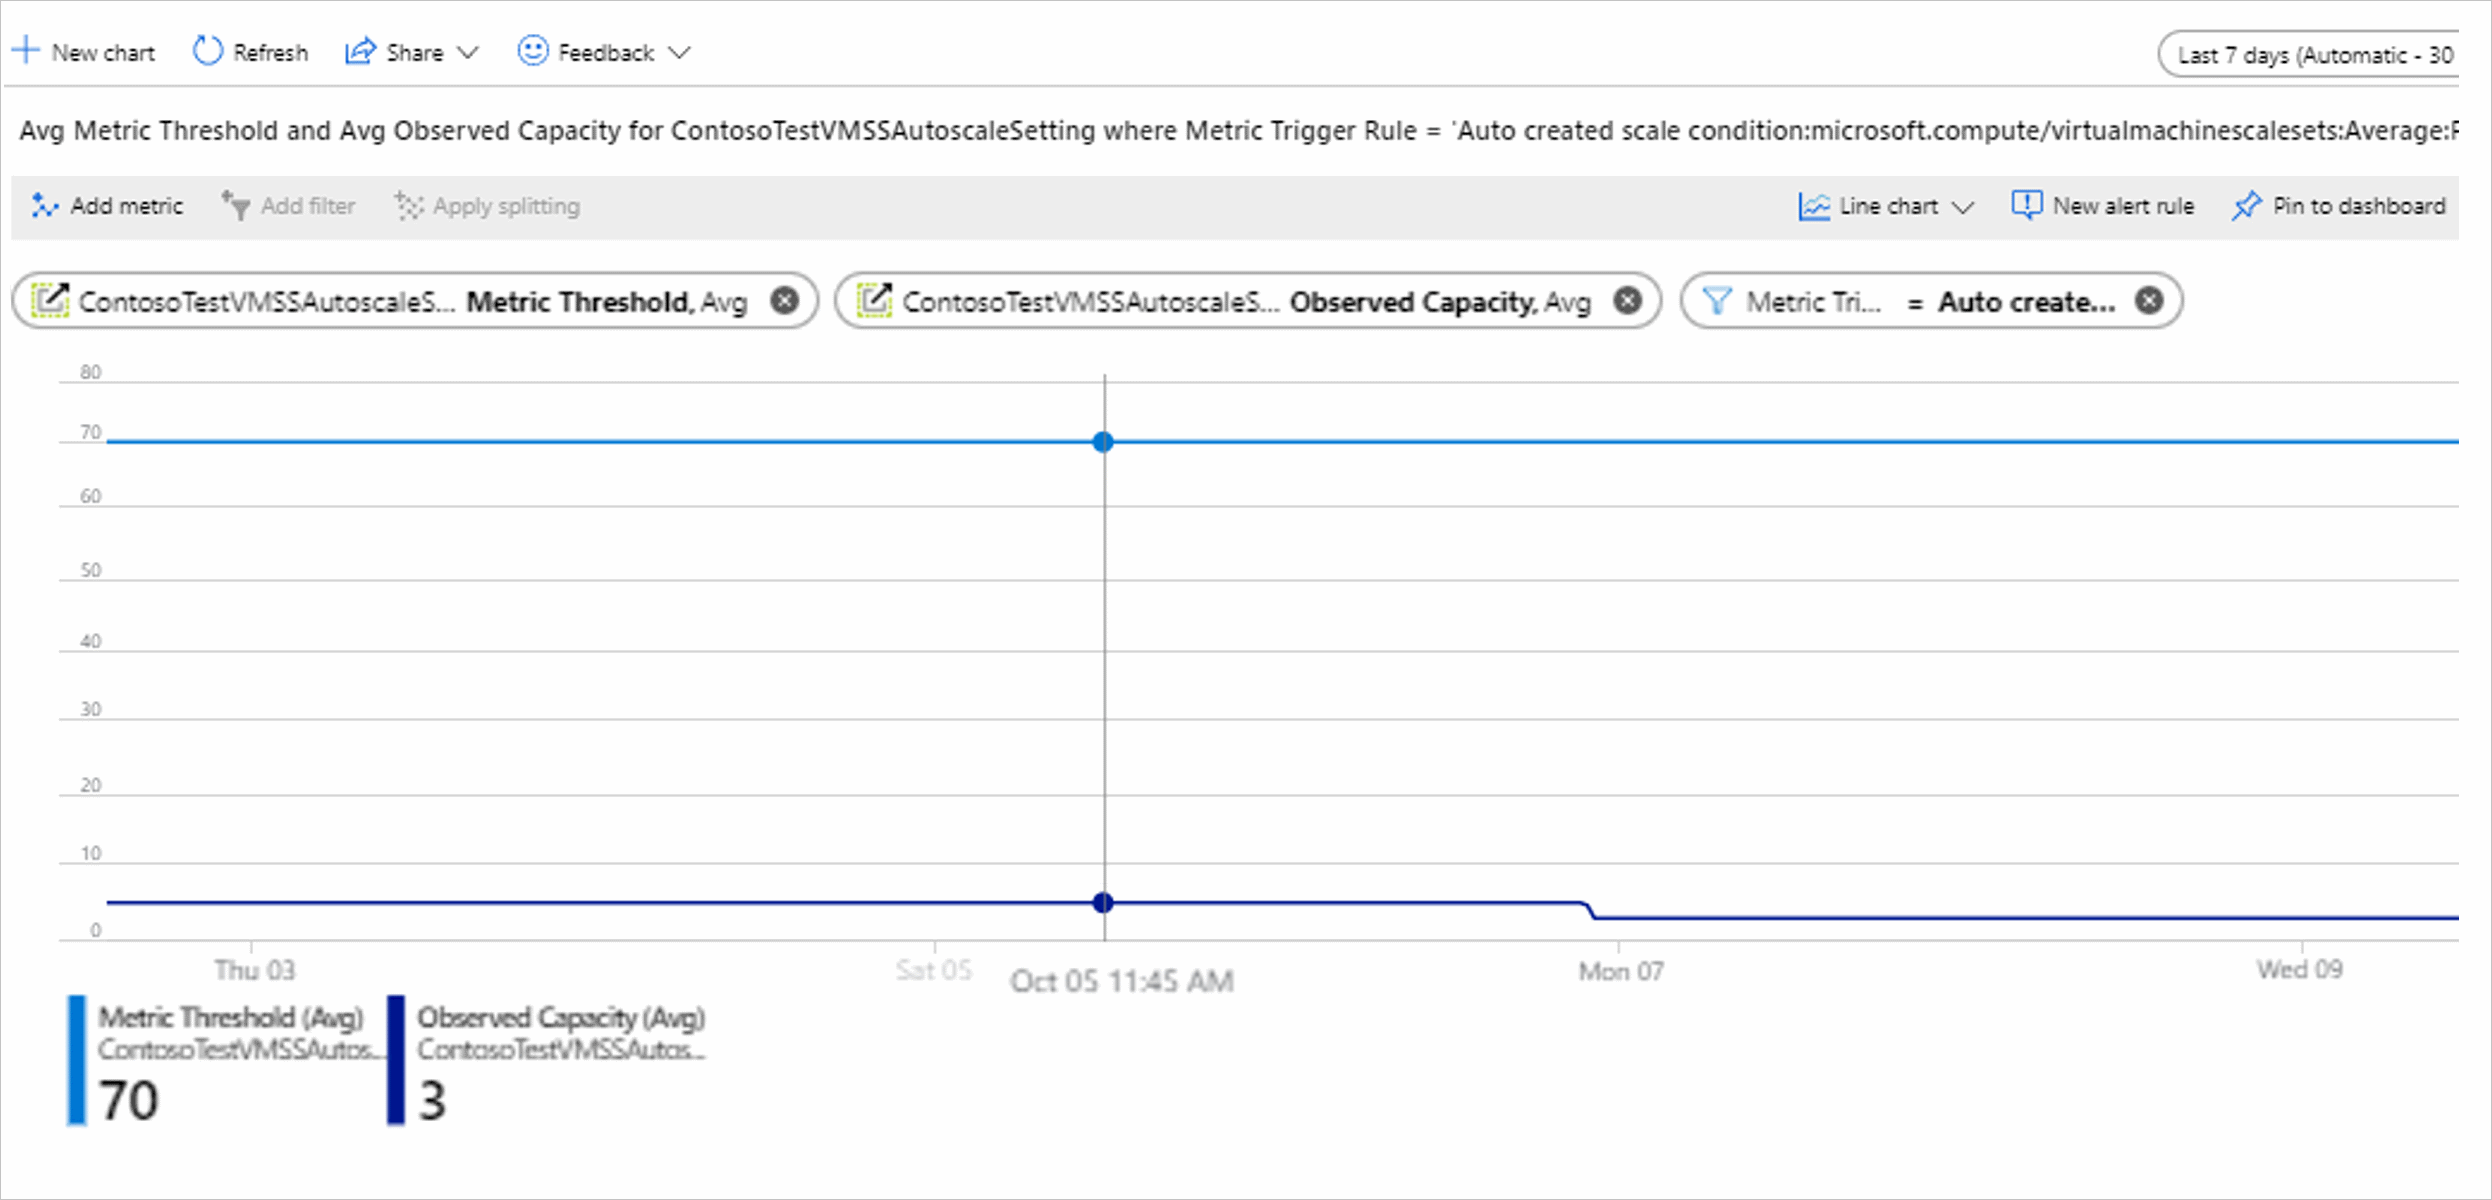 New chart Refresh Share Feedback Last 7 days (Automatic - 30
Avg Metric Threshold and Avg Observed Capacity for ContosoTestVMSSAutoscaleSetting where Metric Trigger Rule = 'Auto created scale condition:microsoft.compute/virtualmachinescalesets:Average:P
Add metric Add filter Apply splitting Line chart New alert rule Pin to dashboard
ContosoTestVMSSAutoscaleS... Metric Threshold, Avg ContosoTestVMSSAutoscaleS... Observed Capacity, Avg Metric Tri... = Auto create...
80
70
60
50
40
30
20
10
0
Thu 03 Sat 05 Oct 05 11:45 AM Mon 07 Wed 09
Metric Threshold (Avg) Observed Capacity (Avg)
ContosoTestVMSSAutos... ContosoTestVMSSAutos...
70 3